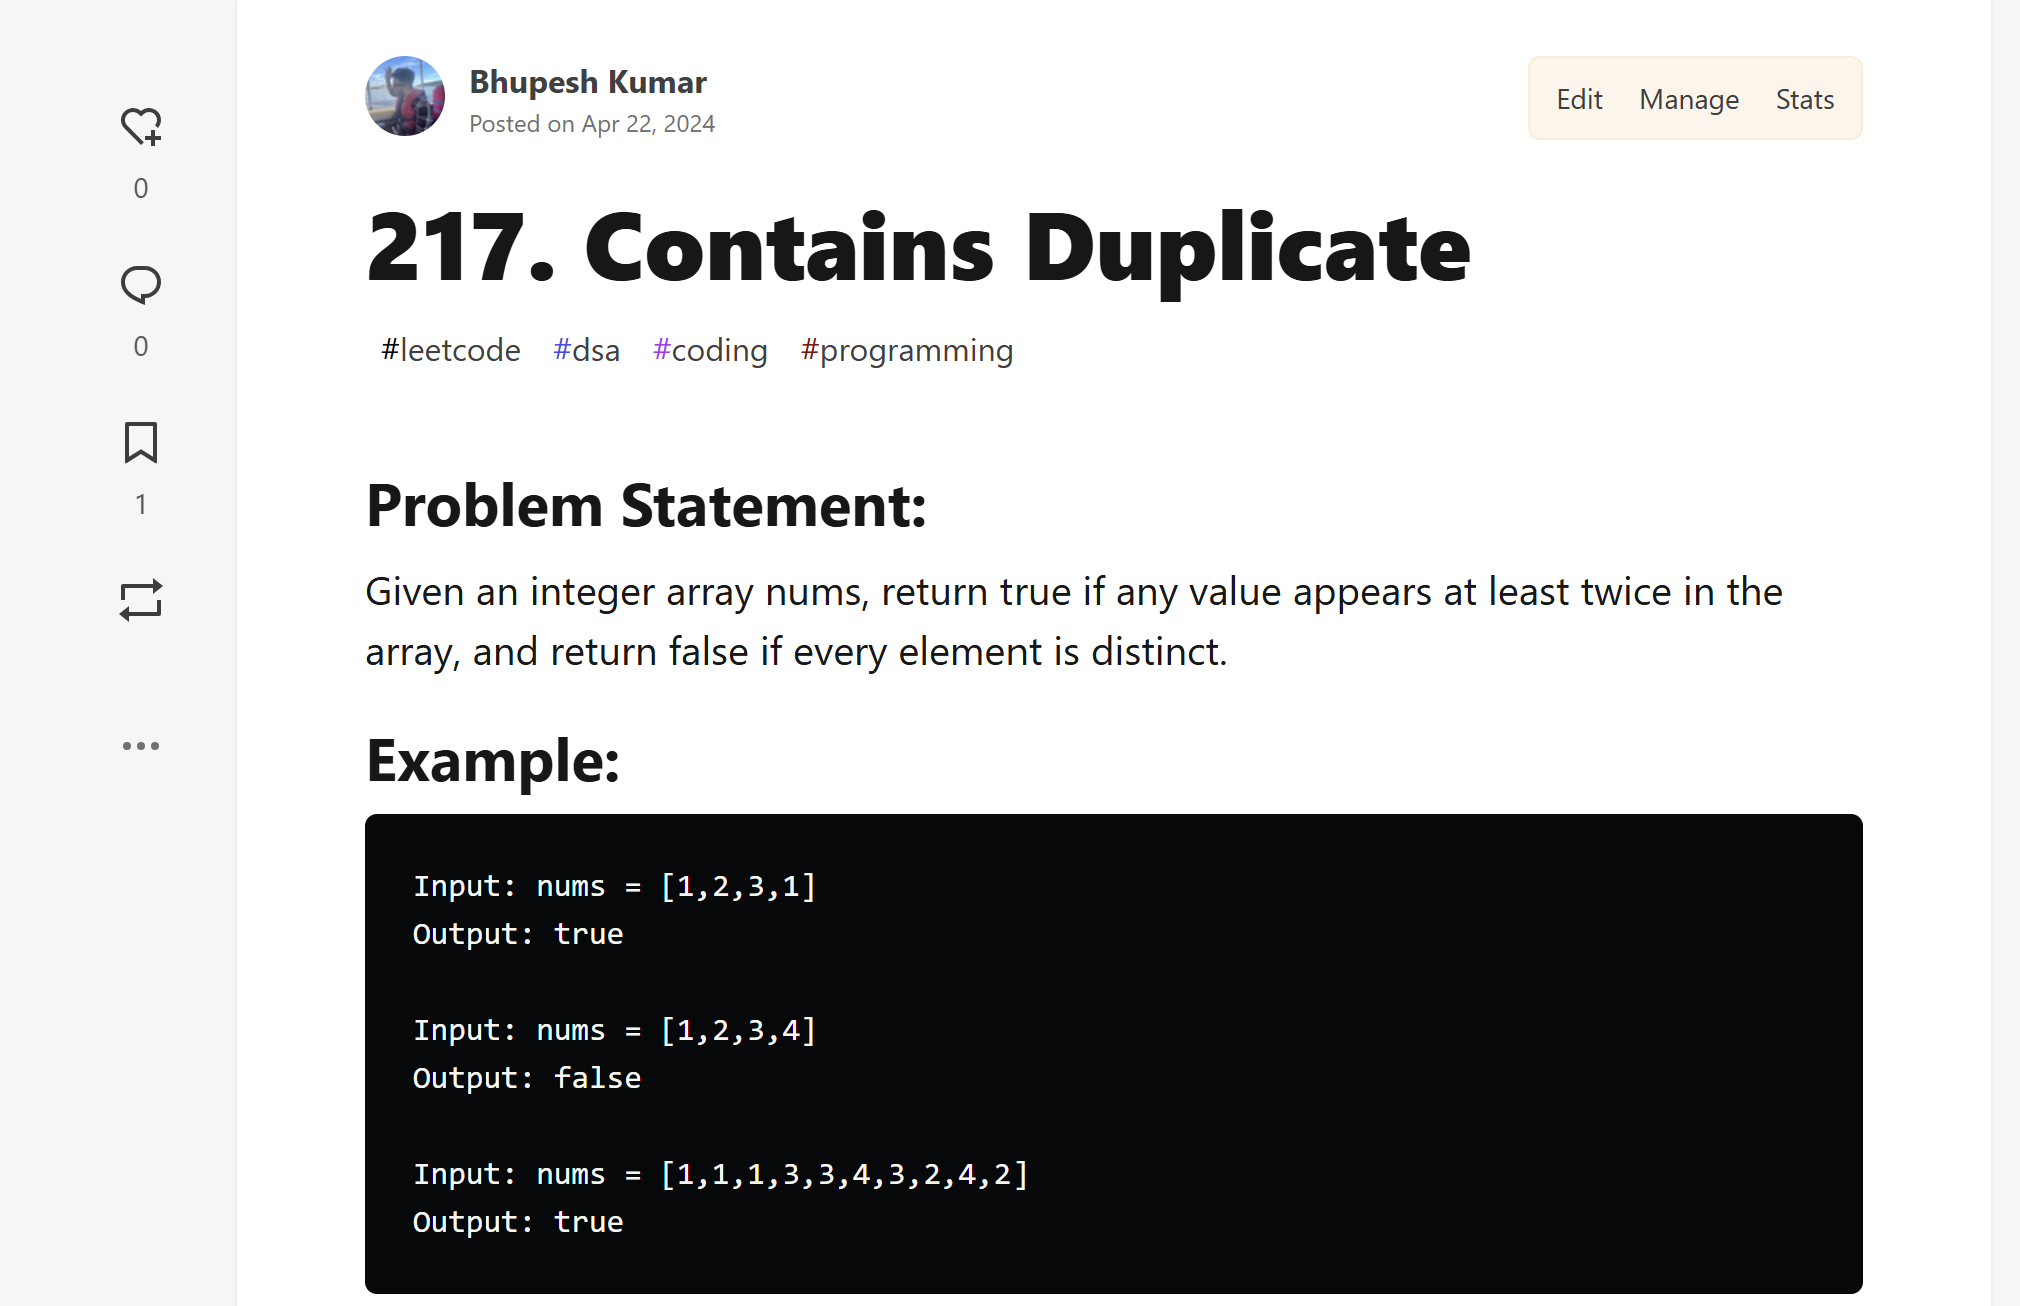 Bhupesh Kumar
Posted on Apr 22, 2024
Edit Manage Stats
0
0
1
217. Contains Duplicate
#leetcode #dsa #coding #programming
Problem Statement:
Given an integer array nums, return true if any value appears at least twice in the
array, and return false if every element is distinct.
Example:
Input: nums = [1,2,3,1]
Output: true
Input: nums = [1,2,3,4]
Output: false
Input: nums = [1,1,1,3,3,4,3,2,4,2]
Output: true